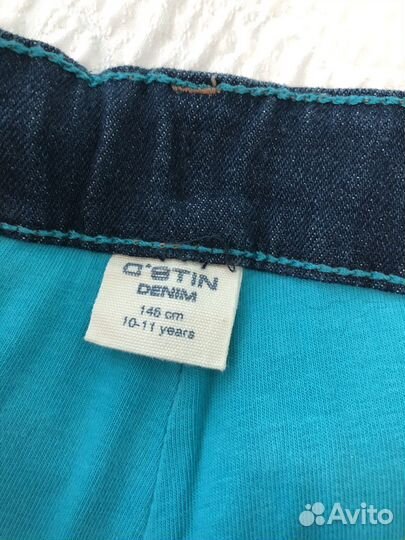 O'STIN
DENIM
146 cm
10-11 years
Avito